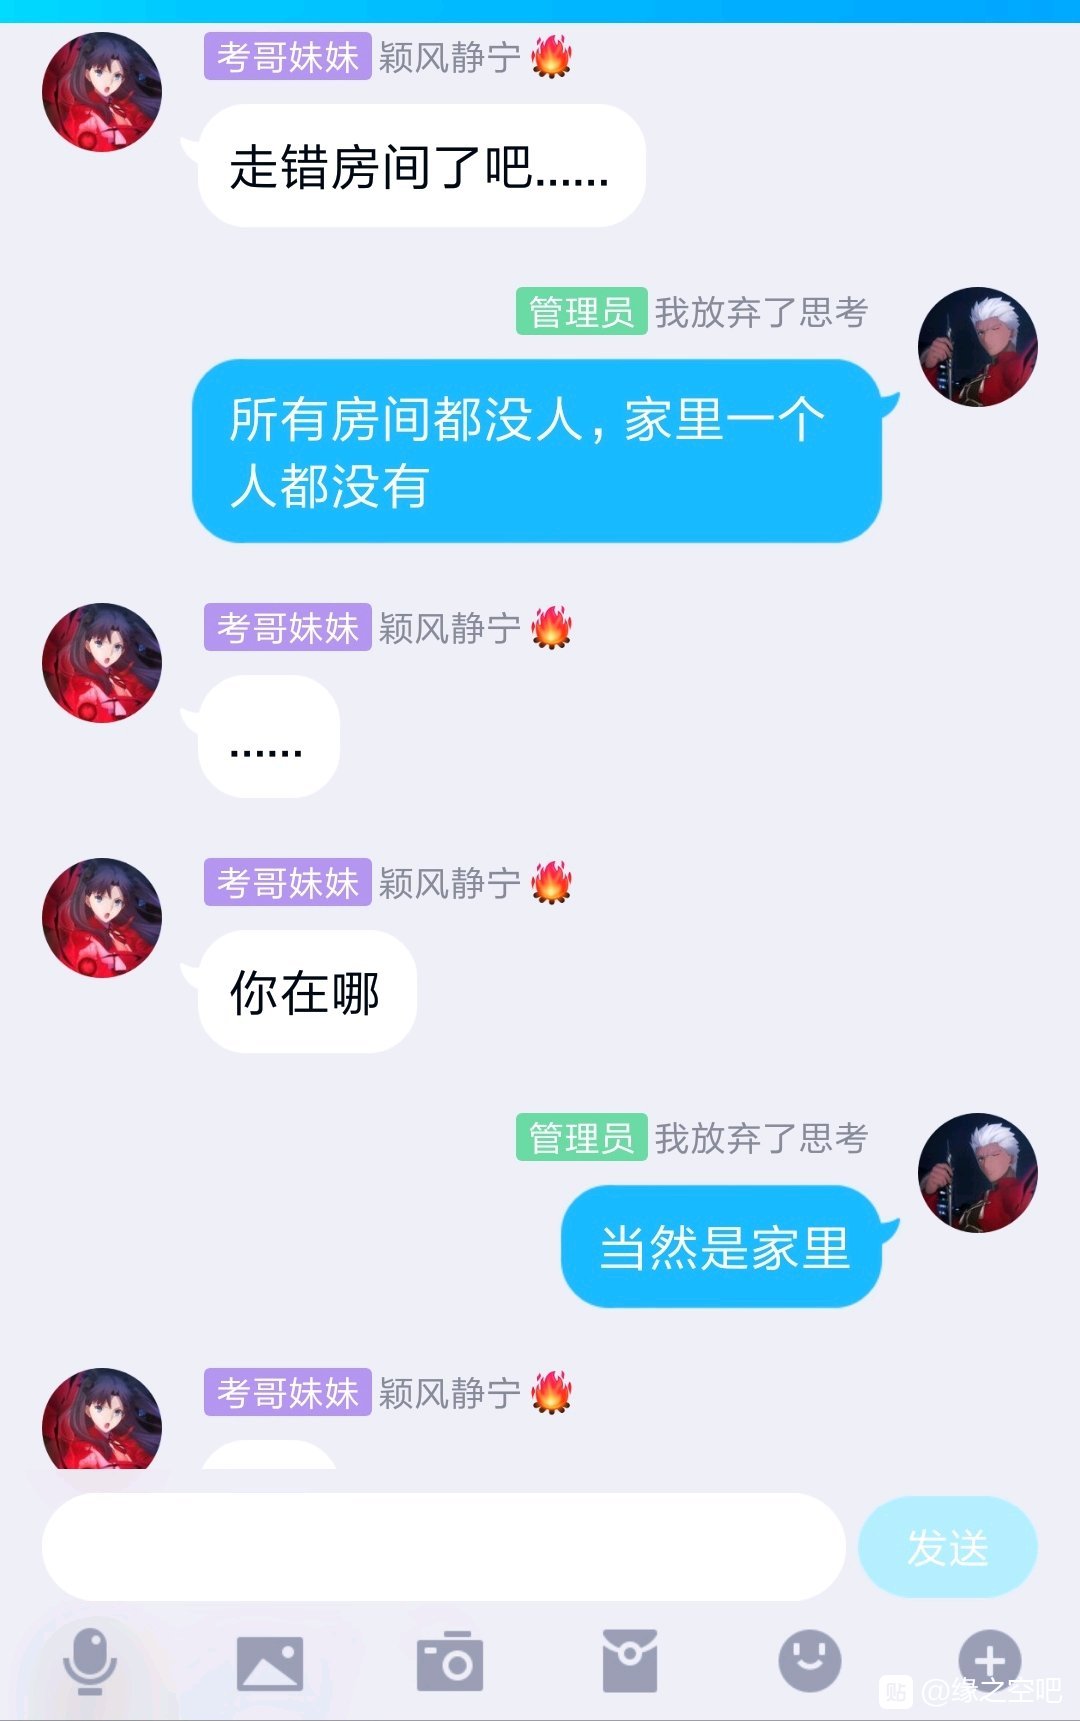 考哥妹妹 颖风静宁🔥
走错房间了吧......
管理员 我放弃了思考
所有房间都没人，家里一个
人都没有
考哥妹妹 颖风静宁🔥
......
考哥妹妹 颖风静宁🔥
你在哪
管理员 我放弃了思考
当然是家里
考哥妹妹 颖风静宁🔥
发送
贴 @缘之空吧